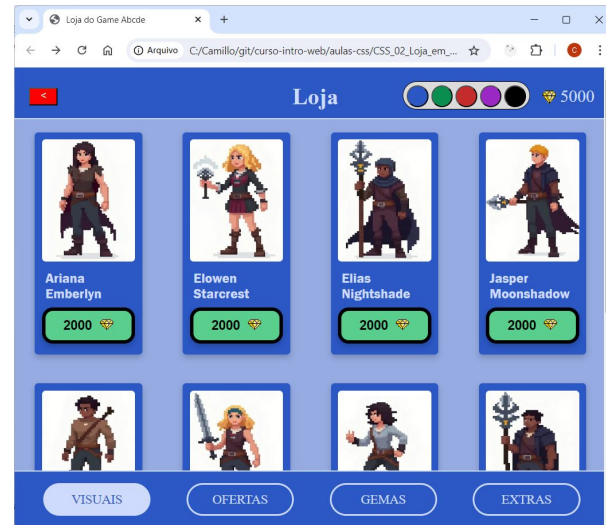 Loja do Game Abcde
Arquivo C:/Camillo/git/curso-intro-web/aulas-css/CSS_02_Loja_em_...
C
<
Loja
5000
Ariana
Emberlyn
2000
Elowen
Starcrest
2000
Elias
Nightshade
2000
Jasper
Moonshadow
2000
VISUAIS
OFERTAS
GEMAS
EXTRAS